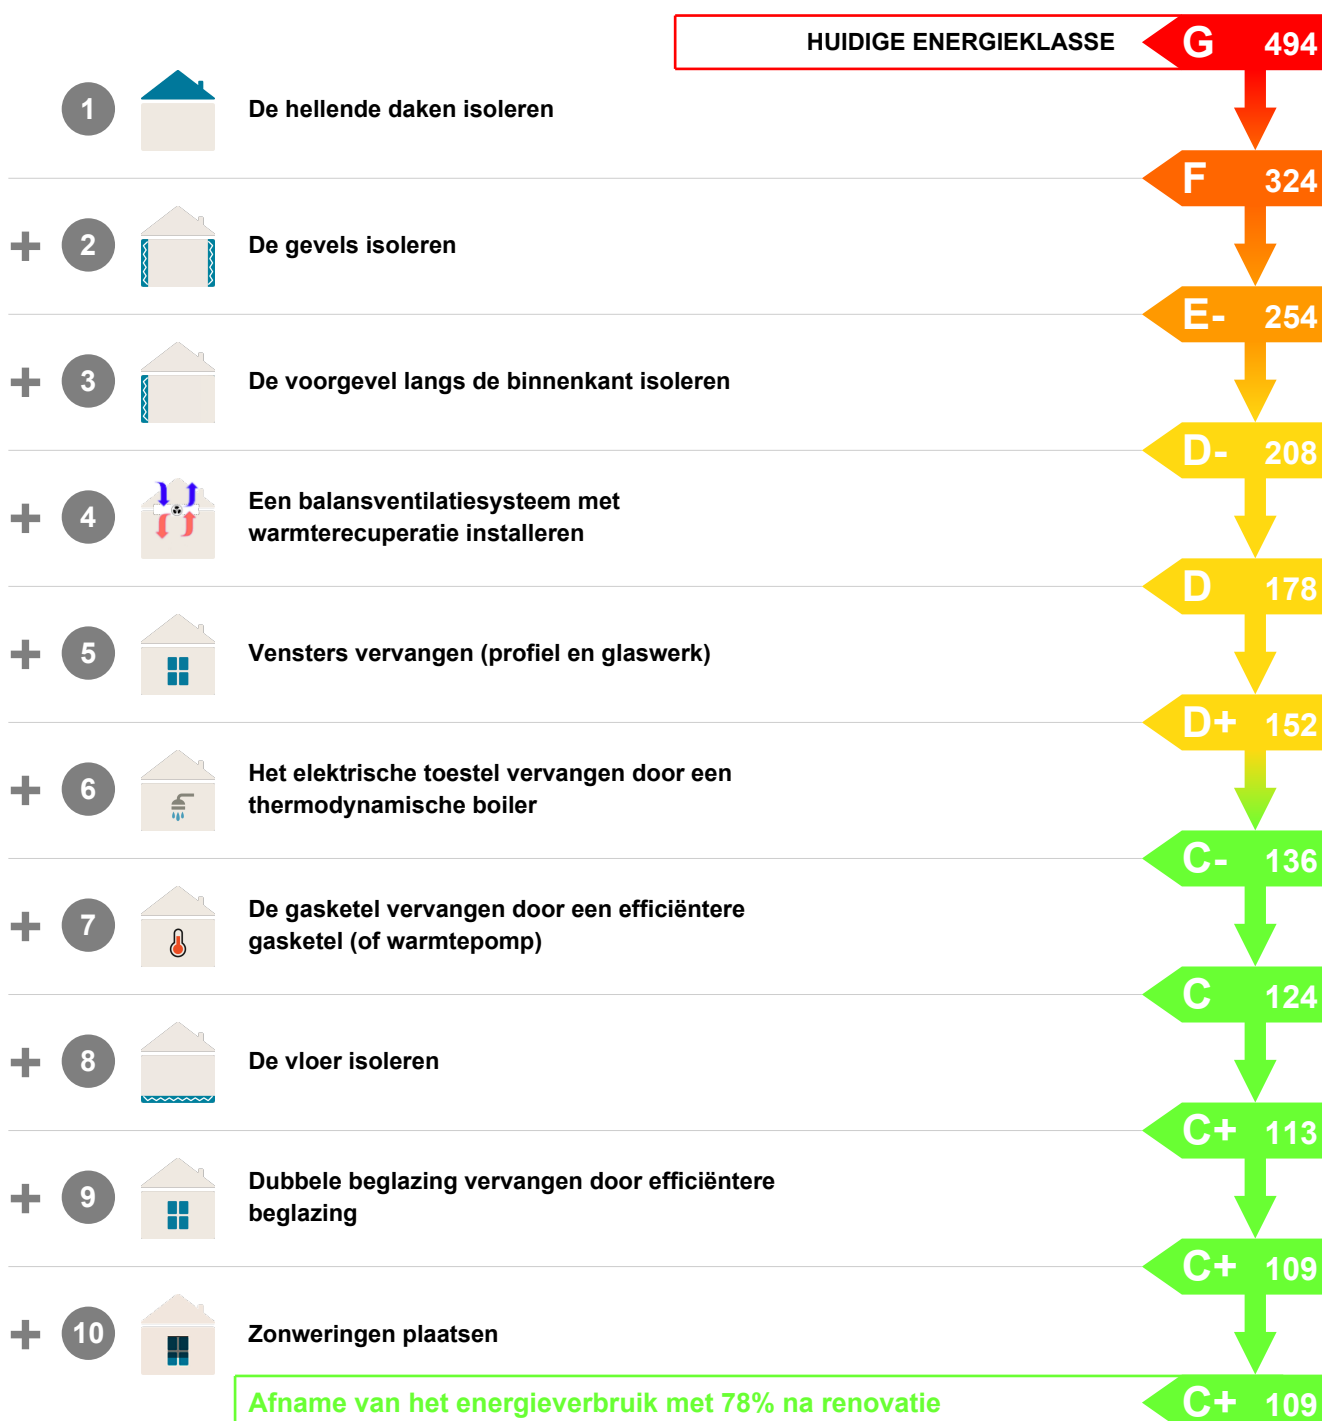 HUIDIGE ENERGIEKLASSE G 494
1 De hellende daken isoleren
F 324
+ 2 De gevels isoleren
E- 254
+ 3 De voorgevel langs de binnenkant isoleren
D- 208
+ 4 Een balansventilatiesysteem met
warmterecuperatie installeren
D 178
+ 5 Vensters vervangen (profiel en glaswerk)
D+ 152
+ 6 Het elektrische toestel vervangen door een
thermodynamische boiler
C- 136
+ 7 De gasketel vervangen door een efficiëntere
gasketel (of warmtepomp)
C 124
+ 8 De vloer isoleren
C+ 113
+ 9 Dubbele beglazing vervangen door efficiëntere
beglazing
C+ 109
+ 10 Zonweringen plaatsen
Afname van het energieverbruik met 78% na renovatie C+ 109